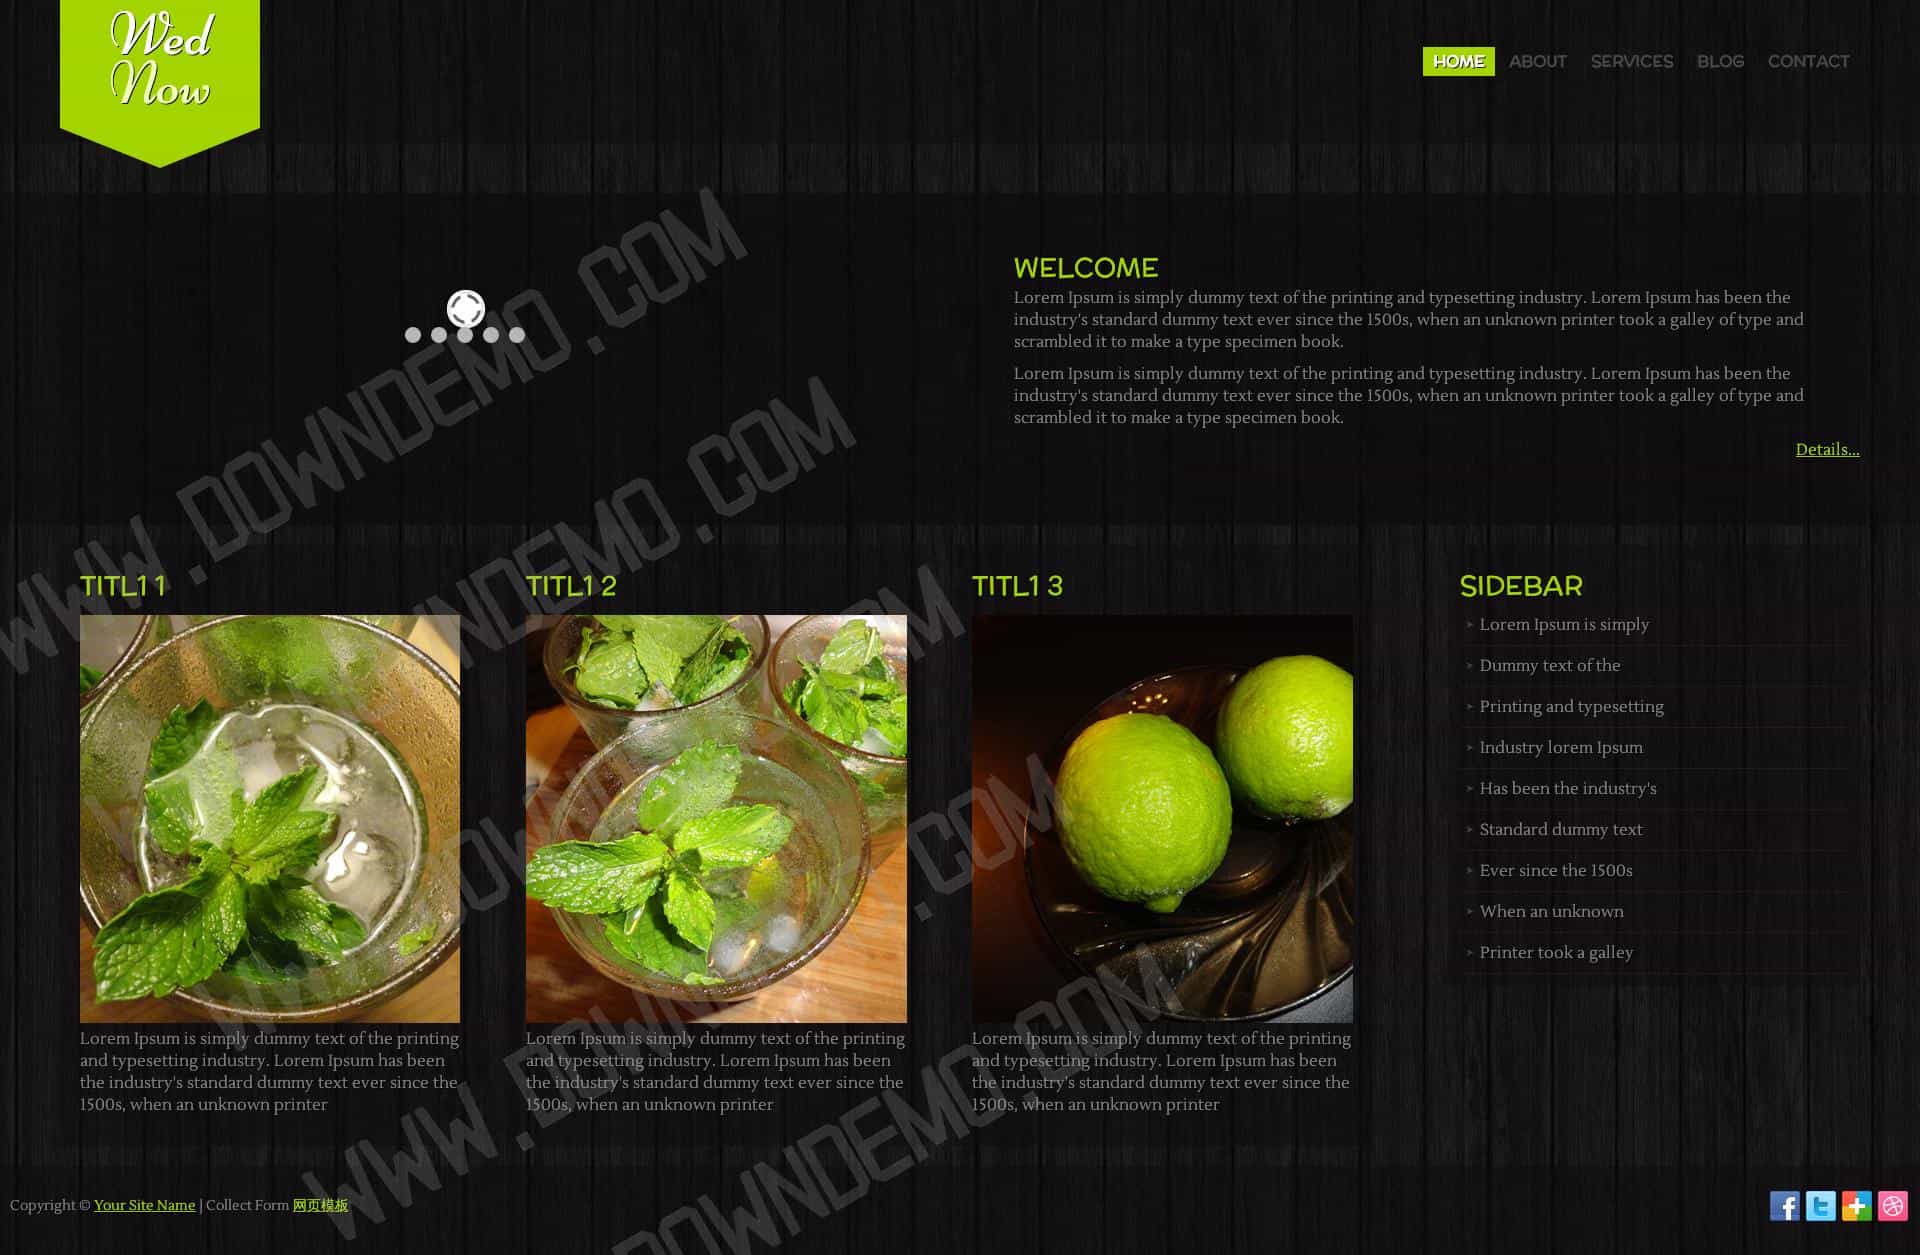 Wed
Now
HOME ABOUT SERVICES BLOG CONTACT
WELCOME
Lorem Ipsum is simply dummy text of the printing and typesetting industry. Lorem Ipsum has been the
industry's standard dummy text ever since the 1500s, when an unknown printer took a galley of type and
scrambled it to make a type specimen book.
Lorem Ipsum is simply dummy text of the printing and typesetting industry. Lorem Ipsum has been the
industry's standard dummy text ever since the 1500s, when an unknown printer took a galley of type and
scrambled it to make a type specimen book.
Details...
TITL1 1
Lorem Ipsum is simply dummy text of the printing
and typesetting industry. Lorem Ipsum has been
the industry's standard dummy text ever since the
1500s, when an unknown printer
TITL1 2
Lorem Ipsum is simply dummy text of the printing
and typesetting industry. Lorem Ipsum has been
the industry's standard dummy text ever since the
1500s, when an unknown printer
TITL1 3
Lorem Ipsum is simply dummy text of the printing
and typesetting industry. Lorem Ipsum has been
the industry's standard dummy text ever since the
1500s, when an unknown printer
SIDEBAR
Lorem Ipsum is simply
Dummy text of the
Printing and typesetting
Industry lorem Ipsum
Has been the industry's
Standard dummy text
Ever since the 1500s
When an unknown
Printer took a galley
Copyright © Your Site Name | Collect Form 网页模板
WWW.DOWNDEMO.COM